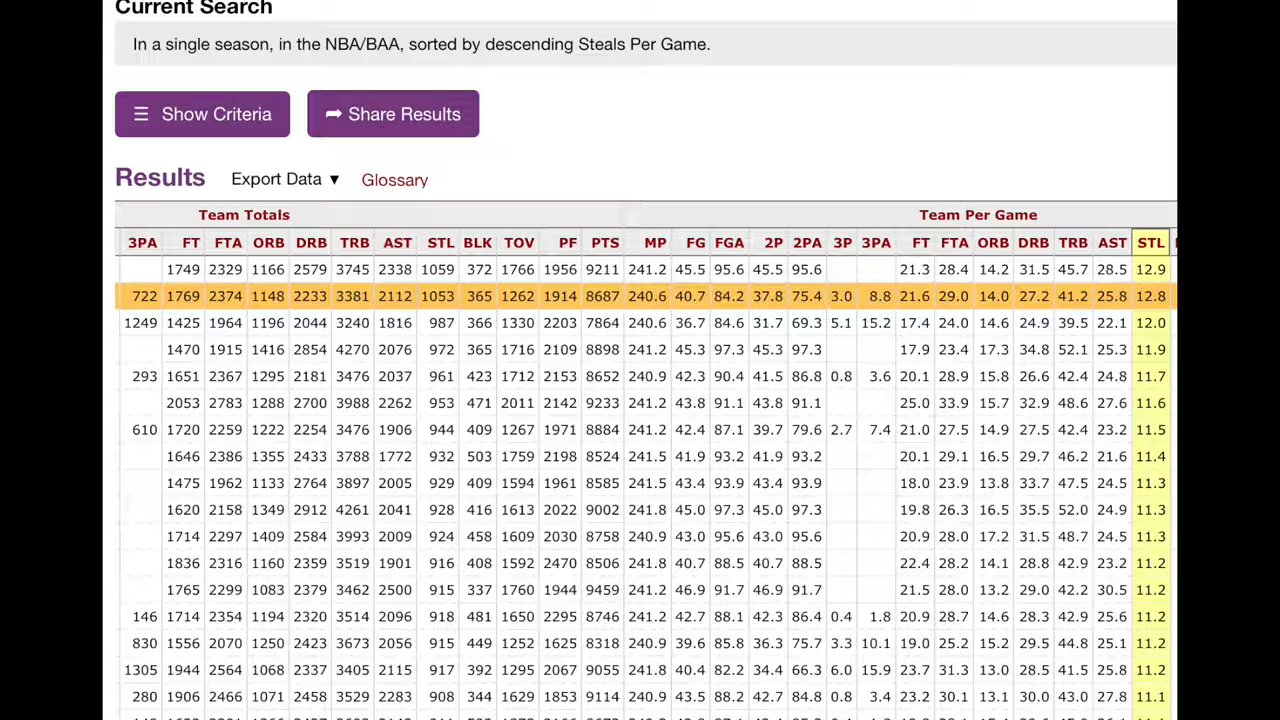 Current Search
In a single season, in the NBA/BAA, sorted by descending Steals Per Game.
☰ Show Criteria ➦ Share Results
Results Export Data ▼ Glossary
Team Totals Team Per Game
3PA FT FTA ORB DRB TRB AST STL BLK TOV PF PTS MP FG FGA 2P 2PA 3P 3PA FT FTA ORB DRB TRB AST STL
1749 2329 1166 2579 3745 2338 1059 372 1766 1956 9211 241.2 45.5 95.6 45.5 95.6 21.3 28.4 14.2 31.5 45.7 28.5 12.9
722 1769 2374 1148 2233 3381 2112 1053 365 1262 1914 8687 240.6 40.7 84.2 37.8 75.4 3.0 8.8 21.6 29.0 14.0 27.2 41.2 25.8 12.8
1249 1425 1964 1196 2044 3240 1816 987 366 1330 2203 7864 240.6 36.7 84.6 31.7 69.3 5.1 15.2 17.4 24.0 14.6 24.9 39.5 22.1 12.0
1470 1915 1416 2854 4270 2076 972 365 1716 2109 8898 241.2 45.3 97.3 45.3 97.3 17.9 23.4 17.3 34.8 52.1 25.3 11.9
293 1651 2367 1295 2181 3476 2037 961 423 1712 2153 8652 240.9 42.3 90.4 41.5 86.8 0.8 3.6 20.1 28.9 15.8 26.6 42.4 24.8 11.7
2053 2783 1288 2700 3988 2262 953 471 2011 2142 9233 241.2 43.8 91.1 43.8 91.1 25.0 33.9 15.7 32.9 48.6 27.6 11.6
610 1720 2259 1222 2254 3476 1906 944 409 1267 1971 8884 241.2 42.4 87.1 39.7 79.6 2.7 7.4 21.0 27.5 14.9 27.5 42.4 23.2 11.5
1646 2386 1355 2433 3788 1772 932 503 1759 2198 8524 241.5 41.9 93.2 41.9 93.2 20.1 29.1 16.5 29.7 46.2 21.6 11.4
1475 1962 1133 2764 3897 2005 929 409 1594 1961 8585 241.5 43.4 93.9 43.4 93.9 18.0 23.9 13.8 33.7 47.5 24.5 11.3
1620 2158 1349 2912 4261 2041 928 416 1613 2022 9002 241.8 45.0 97.3 45.0 97.3 19.8 26.3 16.5 35.5 52.0 24.9 11.3
1714 2297 1409 2584 3993 2009 924 458 1609 2030 8758 240.9 43.0 95.6 43.0 95.6 20.9 28.0 17.2 31.5 48.7 24.5 11.3
1836 2316 1160 2359 3519 1901 916 408 1592 2470 8506 241.8 40.7 88.5 40.7 88.5 22.4 28.2 14.1 28.8 42.9 23.2 11.2
1765 2299 1083 2379 3462 2500 915 337 1760 1944 9459 241.2 46.9 91.7 46.9 91.7 21.5 28.0 13.2 29.0 42.2 30.5 11.2
146 1714 2354 1194 2320 3514 2096 918 481 1650 2295 8746 241.2 42.7 88.1 42.3 86.4 0.4 1.8 20.9 28.7 14.6 28.3 42.9 25.6 11.2
830 1556 2070 1250 2423 3673 2056 915 449 1252 1625 8318 240.9 39.6 85.8 36.3 75.7 3.3 10.1 19.0 25.2 15.2 29.5 44.8 25.1 11.2
1305 1944 2564 1068 2337 3405 2115 917 392 1295 2067 9055 241.8 40.4 82.2 34.4 66.3 6.0 15.9 23.7 31.3 13.0 28.5 41.5 25.8 11.2
280 1906 2466 1071 2458 3529 2283 908 344 1629 1853 9114 240.9 43.5 88.2 42.7 84.8 0.8 3.4 23.2 30.1 13.1 30.0 43.0 27.8 11.1